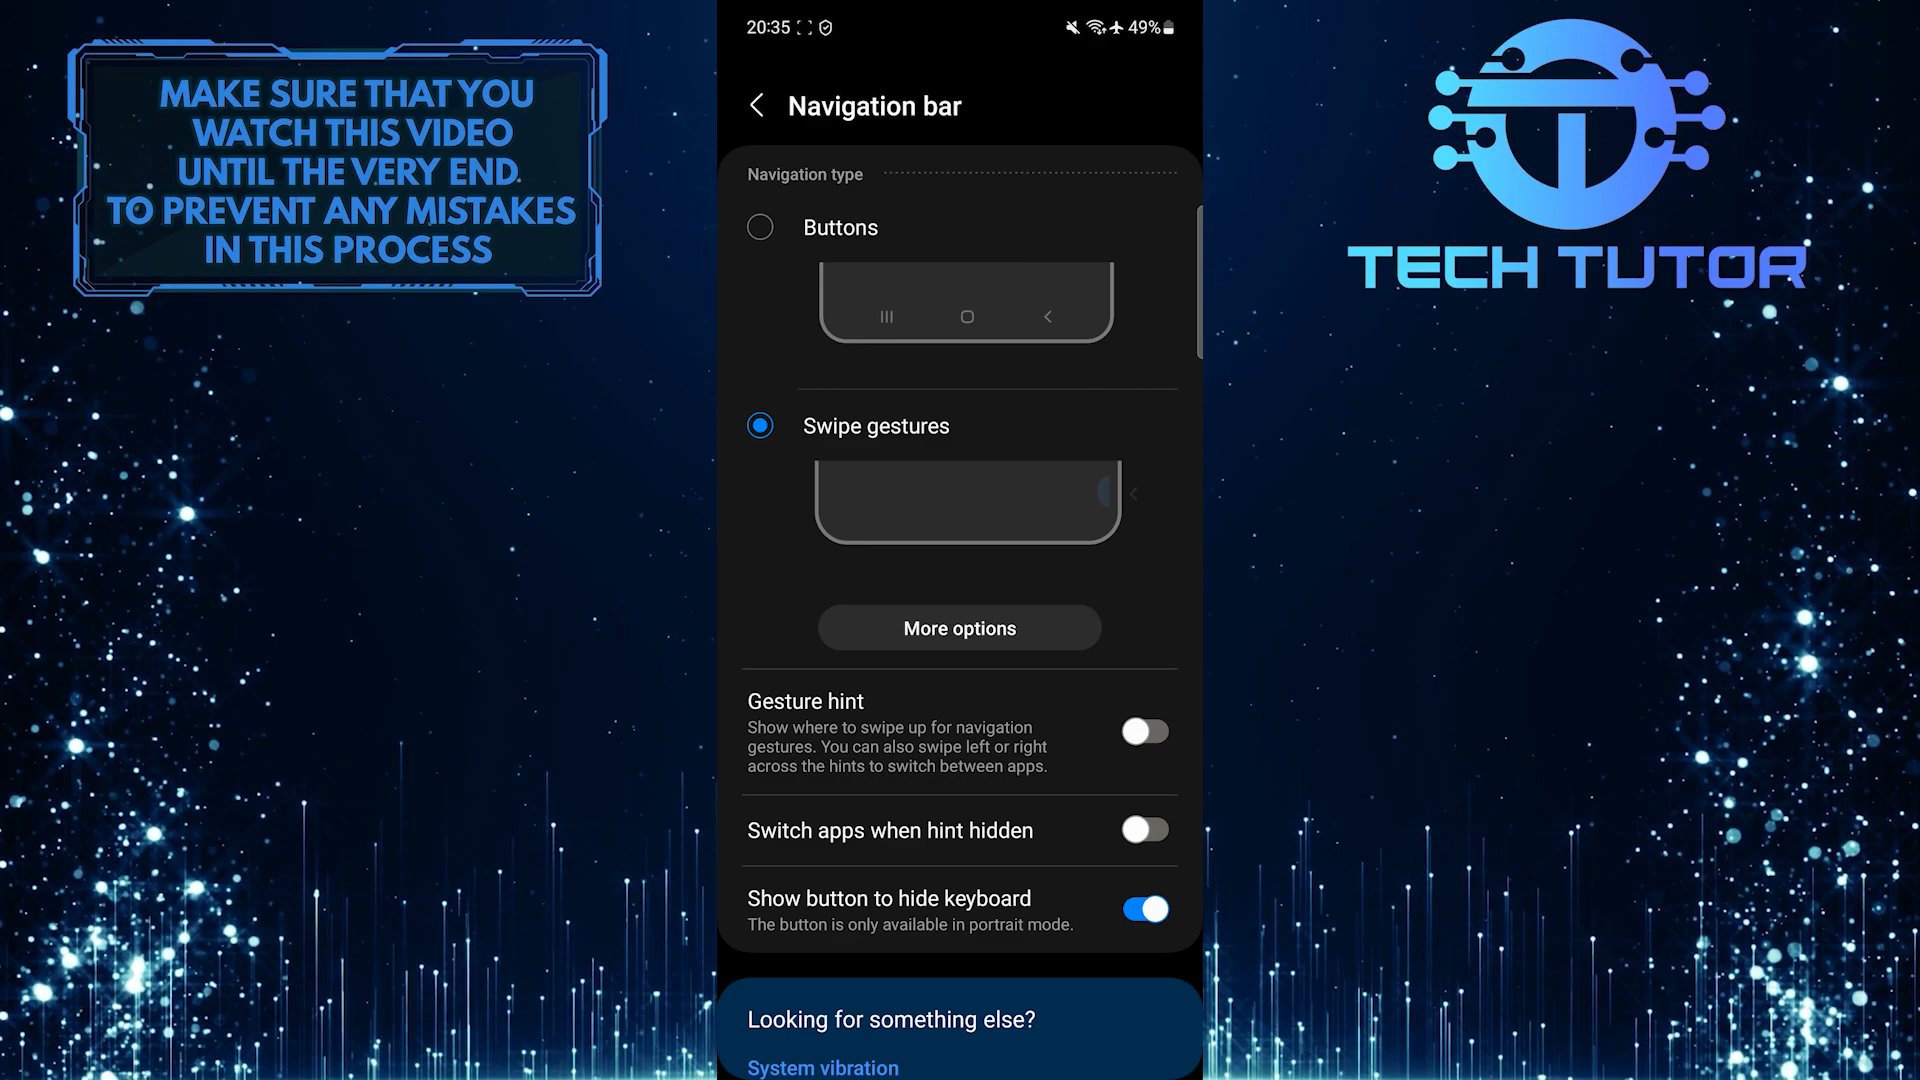 MAKE SURE THAT YOU
WATCH THIS VIDEO
UNTIL THE VERY END
TO PREVENT ANY MISTAKES
IN THIS PROCESS
20:35
49%
Navigation bar
Navigation type
Buttons
Swipe gestures
More options
Gesture hint
Show where to swipe up for navigation
gestures. You can also swipe left or right
across the hints to switch between apps.
Switch apps when hint hidden
Show button to hide keyboard
The button is only available in portrait mode.
Looking for something else?
System vibration
TECH TUTOR